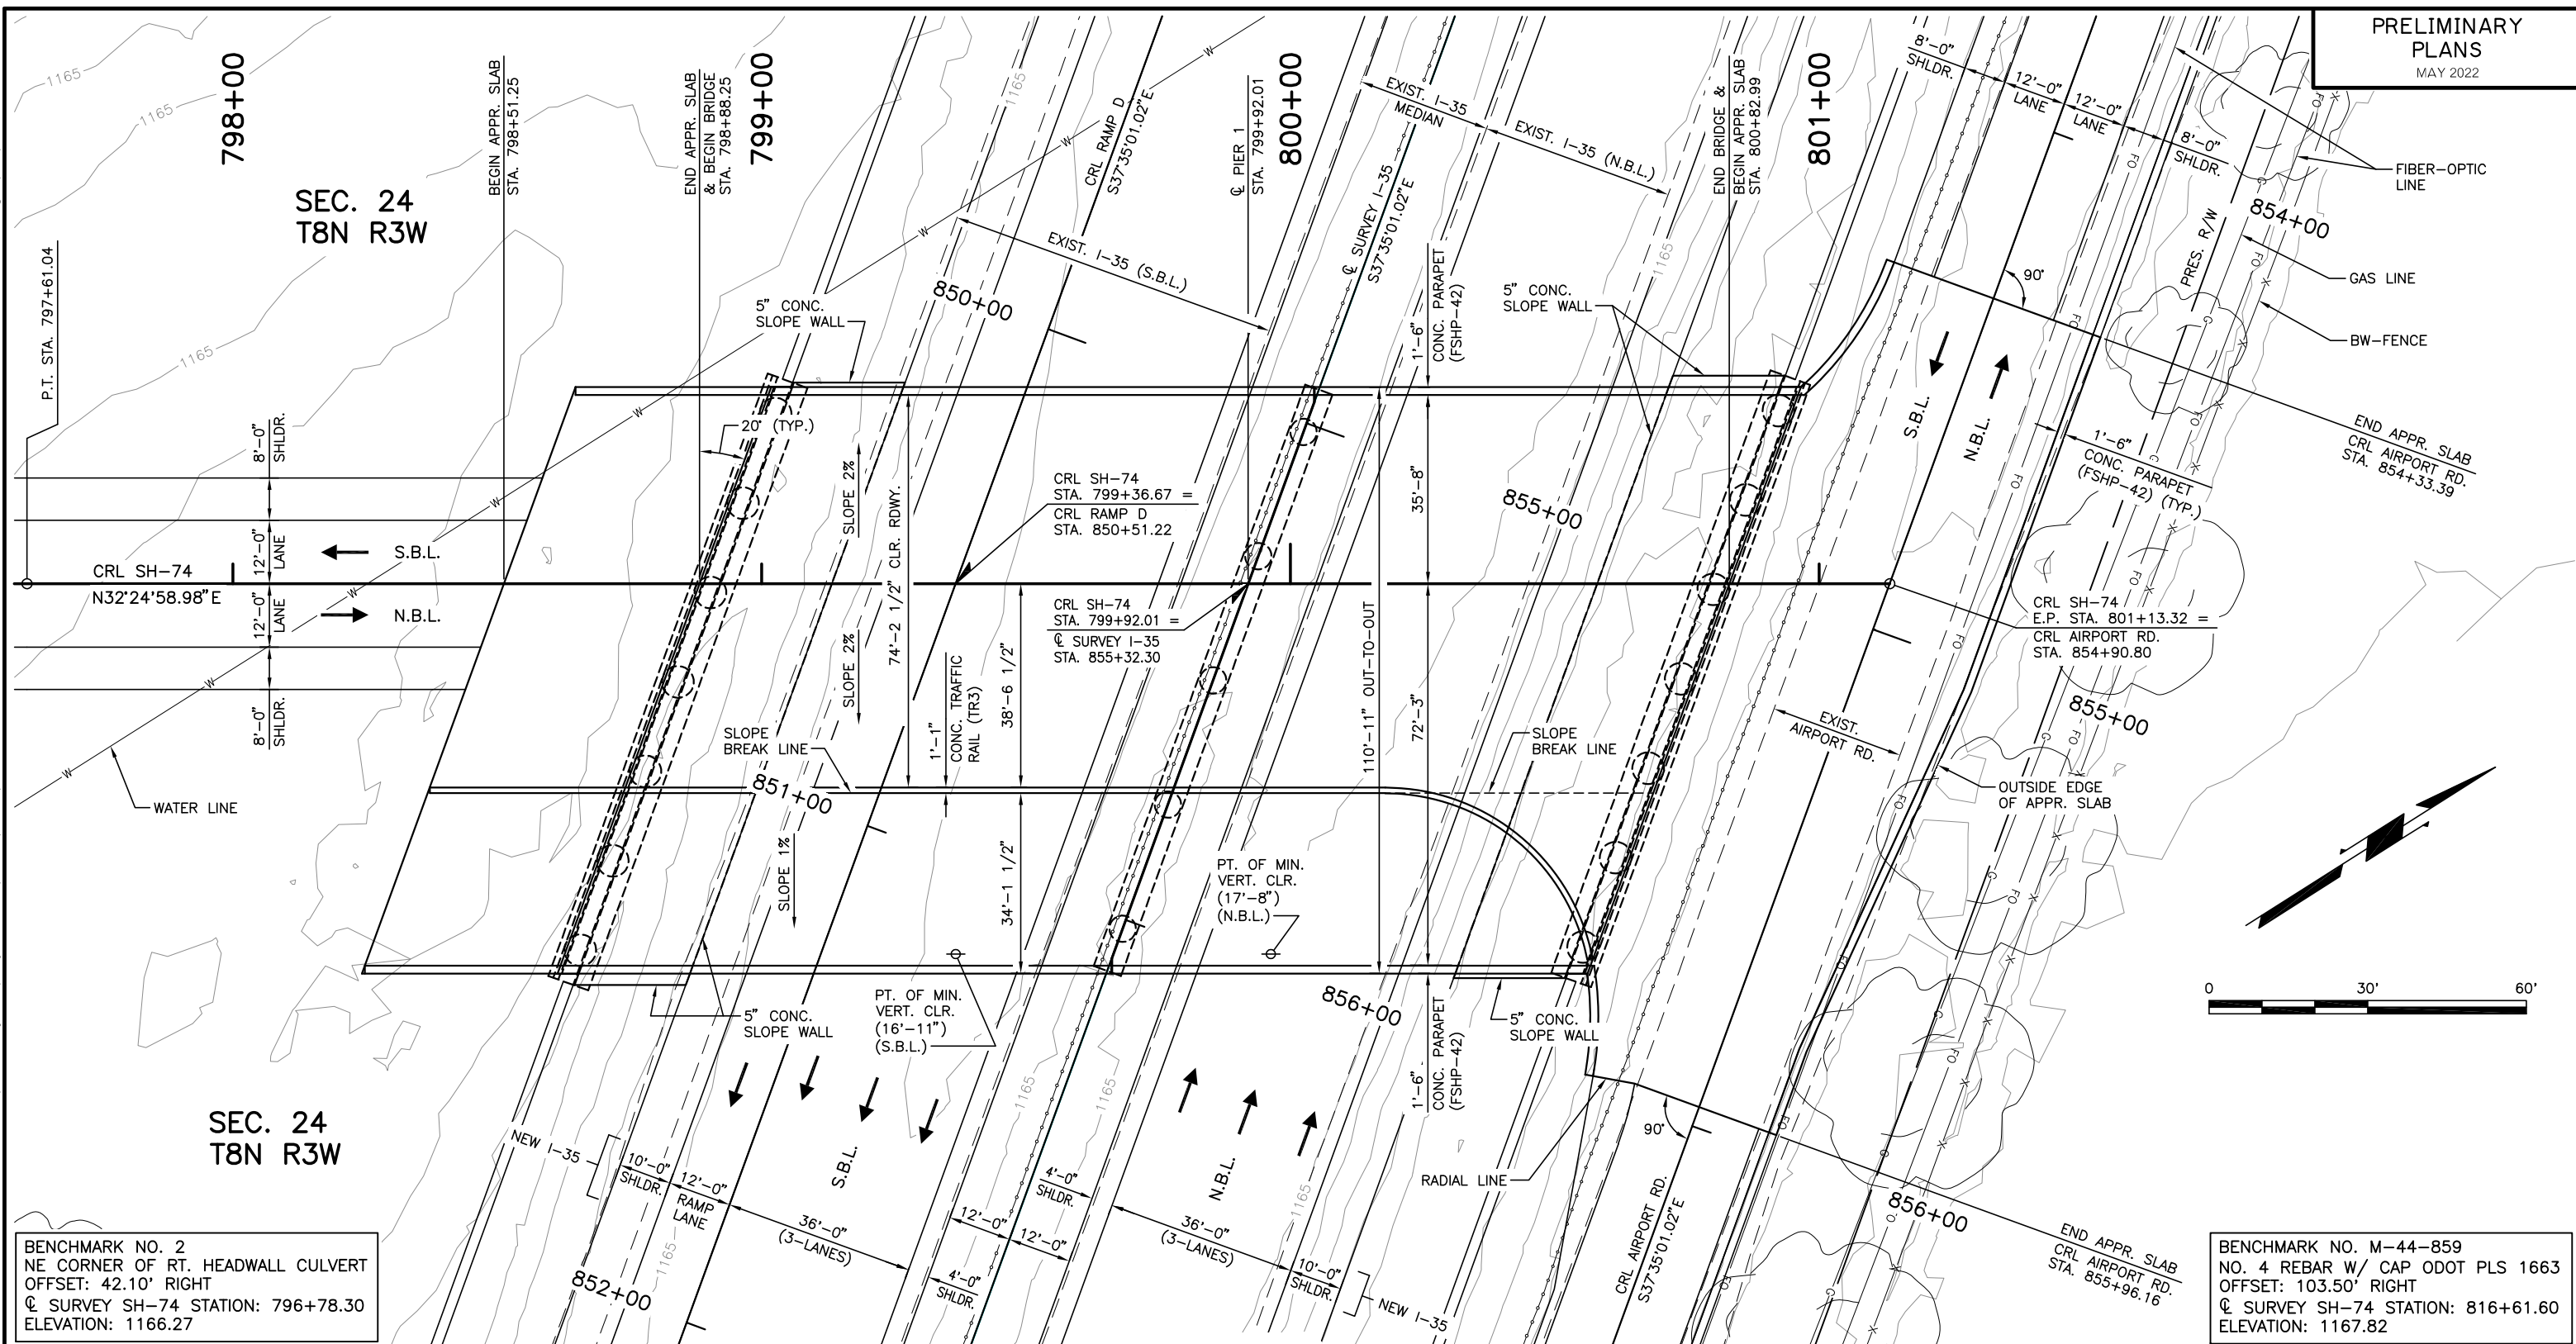 PRELIMINARY
PLANS
MAY 2022
798+00
799+00
800+00
801+00
SEC. 24
T8N R3W
P.T. STA. 797+61.04
BEGIN APPR. SLAB
STA. 798+51.25
END APPR. SLAB
& BEGIN BRIDGE
STA. 798+88.25
CRL RAMP D
S37°35'01.02"E
℄ PIER 1
STA. 799+92.01
EXIST. I-35
MEDIAN
EXIST. I-35 (N.B.L.)
℄ SURVEY I-35
S37°35'01.02"E
END BRIDGE &
BEGIN APPR. SLAB
STA. 800+82.99
8'-0"
SHLDR.
12'-0"
LANE
12'-0"
LANE
8'-0"
SHLDR.
FIBER-OPTIC
LINE
854+00
PRES. R/W
GAS LINE
BW-FENCE
1165
1165
1165
1165
1165
1165
EXIST. I-35 (S.B.L.)
850+00
5" CONC.
SLOPE WALL
1'-6"
CONC. PARAPET
(FSHP-42)
5" CONC.
SLOPE WALL
90°
S.B.L.
N.B.L.
END APPR. SLAB
CRL AIRPORT RD.
STA. 854+33.39
1'-6"
CONC. PARAPET
(FSHP-42) (TYP.)
20° (TYP.)
8'-0"
SHLDR.
12'-0"
LANE
12'-0"
LANE
8'-0"
SHLDR.
S.B.L.
N.B.L.
CRL SH-74
N32°24'58.98"E
SLOPE 2%
SLOPE 2%
74'-2 1/2" CLR. RDWY.
CRL SH-74
STA. 799+36.67 =
CRL RAMP D
STA. 850+51.22
CRL SH-74
STA. 799+92.01 =
℄ SURVEY I-35
STA. 855+32.30
35'-8"
855+00
CRL SH-74
E.P. STA. 801+13.32 =
CRL AIRPORT RD.
STA. 854+90.80
855+00
110'-11" OUT-TO-OUT
72'-3"
38'-6 1/2"
1'-1"
CONC. TRAFFIC
RAIL (TR3)
SLOPE
BREAK LINE
SLOPE
BREAK LINE
EXIST.
AIRPORT RD.
OUTSIDE EDGE
OF APPR. SLAB
WATER LINE
851+00
SLOPE 1%
34'-1 1/2"
PT. OF MIN.
VERT. CLR.
(17'-8")
(N.B.L.)
PT. OF MIN.
VERT. CLR.
(16'-11")
(S.B.L.)
5" CONC.
SLOPE WALL
856+00
1'-6"
CONC. PARAPET
(FSHP-42)
5" CONC.
SLOPE WALL
0 30' 60'
SEC. 24
T8N R3W
NEW I-35
10'-0"
SHLDR.
12'-0"
RAMP
LANE
36'-0"
(3-LANES)
S.B.L.
4'-0"
SHLDR.
12'-0"
12'-0"
4'-0"
SHLDR.
N.B.L.
36'-0"
(3-LANES)
10'-0"
SHLDR.
NEW I-35
1165
1165
1165
1165
852+00
RADIAL LINE
90°
CRL AIRPORT RD.
S37°35'01.02"E
856+00
END APPR. SLAB
CRL AIRPORT RD.
STA. 855+96.16
BENCHMARK NO. 2
NE CORNER OF RT. HEADWALL CULVERT
OFFSET: 42.10' RIGHT
℄ SURVEY SH-74 STATION: 796+78.30
ELEVATION: 1166.27
BENCHMARK NO. M-44-859
NO. 4 REBAR W/ CAP ODOT PLS 1663
OFFSET: 103.50' RIGHT
℄ SURVEY SH-74 STATION: 816+61.60
ELEVATION: 1167.82